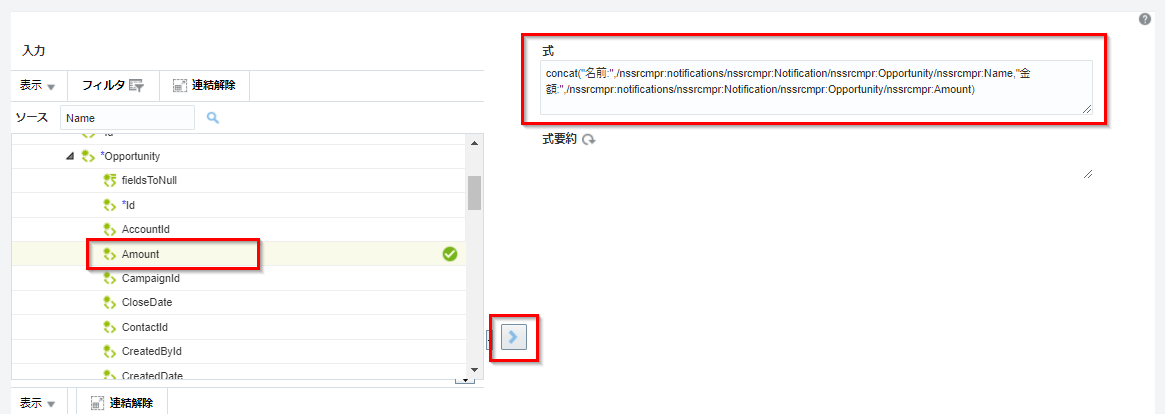 入力
表示
フィルタ
連結解除
ソース Name
Id
*Opportunity
fieldsToNull
*Id
AccountId
Amount
CampaignId
CloseDate
ContactId
CreatedById
CreatedDate
表示
連結解除
式
concat("名前:",/nssrcmpr:notifications/nssrcmpr:Notification/nssrcmpr:Opportunity/nssrcmpr:Name,"金
額:",/nssrcmpr:notifications/nssrcmpr:Notification/nssrcmpr:Opportunity/nssrcmpr:Amount)
式要約